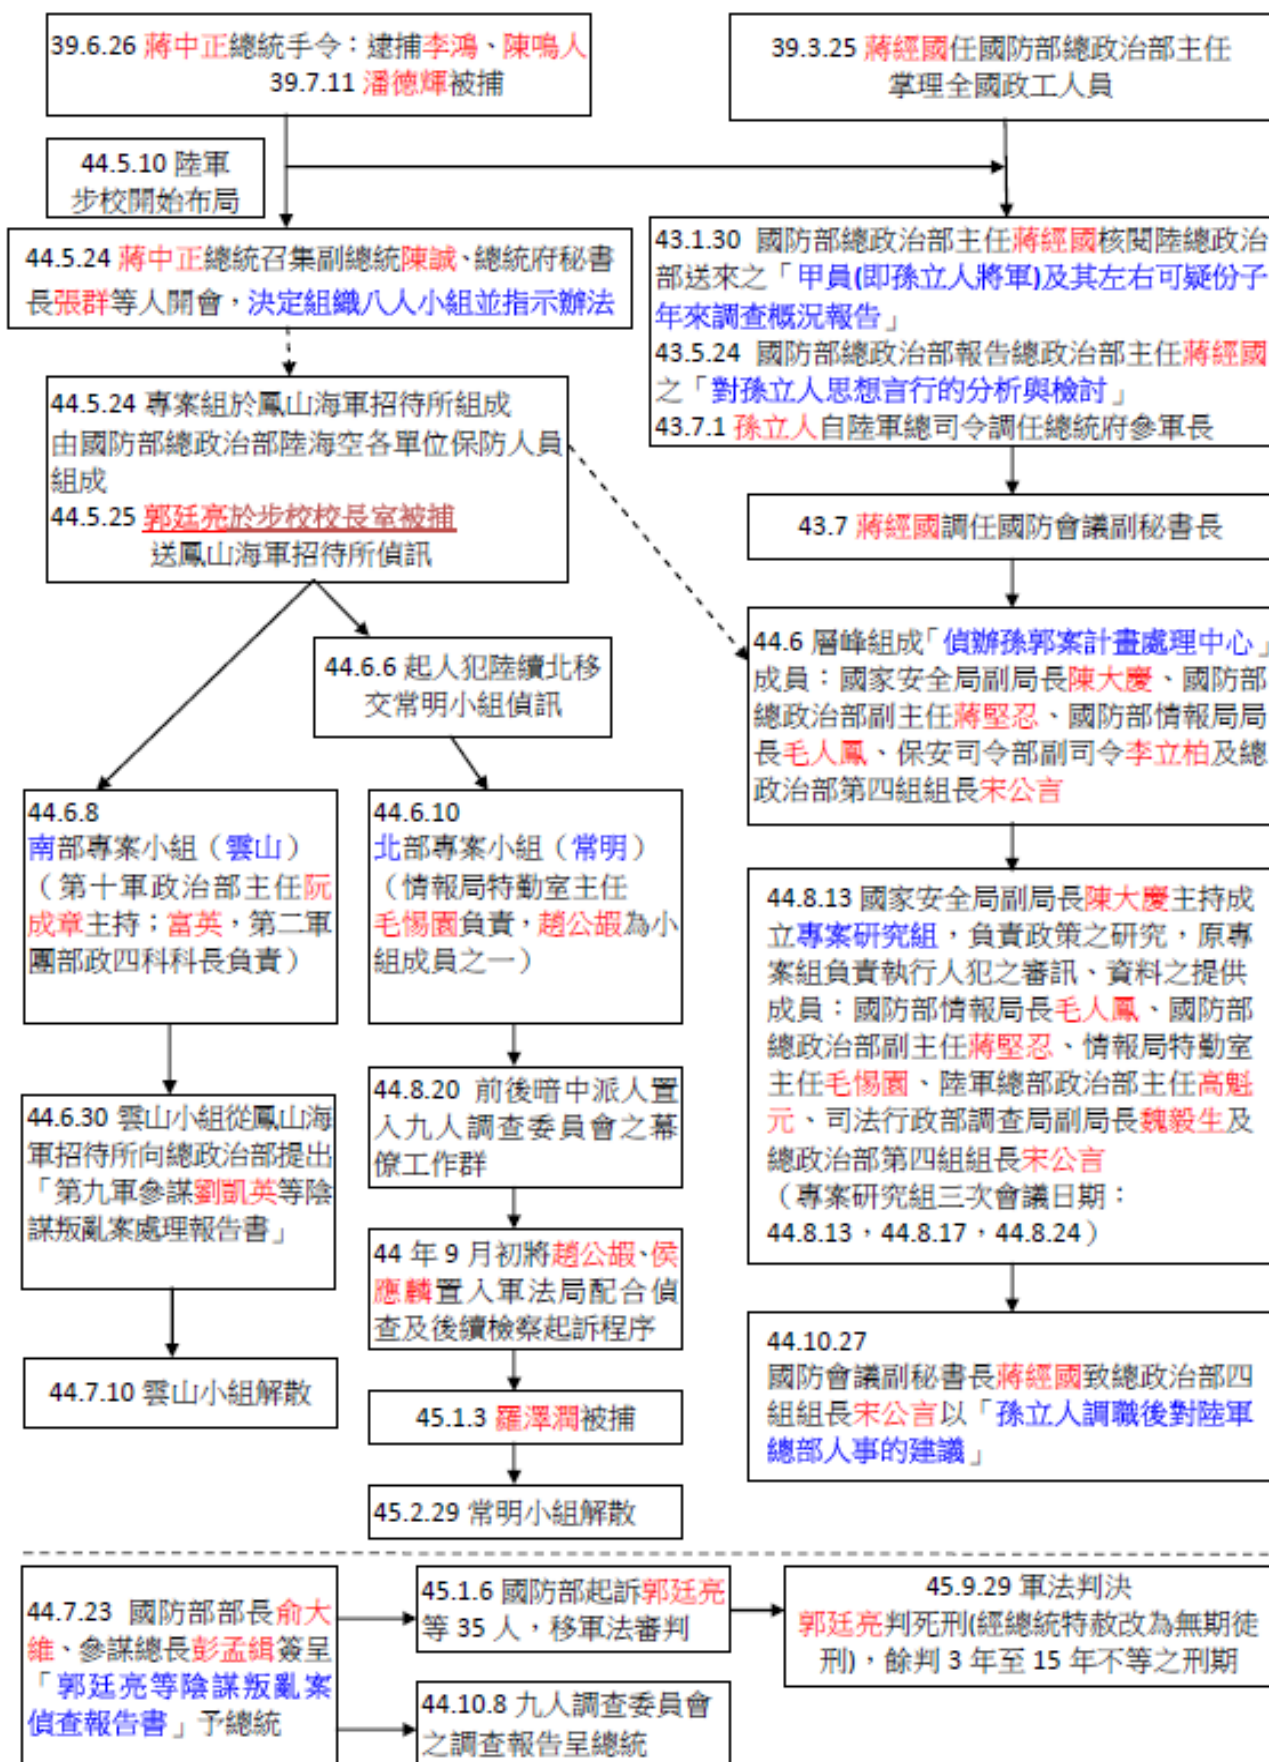 39.6.26 蔣中正總統手令：逮捕李鴻、陳鳴人
39.7.11 潘德輝被捕
39.3.25 蔣經國任國防部總政治部主任
掌理全國政工人員
44.5.10 陸軍
步校開始布局
44.5.24 蔣中正總統召集副總統陳誠、總統府秘書
長張群等人開會，決定組織八人小組並指示辦法
43.1.30 國防部總政治部主任蔣經國核閱陸總政治
部送來之「甲員(即孫立人將軍)及其左右可疑份子
年來調查概況報告」
43.5.24 國防部總政治部報告總政治部主任蔣經國
之「對孫立人思想言行的分析與檢討」
43.7.1 孫立人自陸軍總司令調任總統府參軍長
44.5.24 專案組於鳳山海軍招待所組成
由國防部總政治部陸海空各單位保防人員
組成
44.5.25 郭廷亮於步校校長室被捕
送鳳山海軍招待所偵訊
43.7 蔣經國調任國防會議副秘書長
44.6.6 起人犯陸續北移
交常明小組偵訊
44.6 層峰組成「偵辦孫郭案計畫處理中心」
成員：國家安全局副局長陳大慶、國防部
總政治部副主任蔣堅忍、國防部情報局局
長毛人鳳、保安司令部副司令李立柏及總
政治部第四組組長宋公言
44.6.8
南部專案小組（雲山）
（第十軍政治部主任阮
成章主持；富英，第二軍
團部政四科科長負責）
44.6.10
北部專案小組（常明）
（情報局特勤室主任
毛惕園負責，趙公嘏為小
組成員之一）
44.8.13 國家安全局副局長陳大慶主持成
立專案研究組，負責政策之研究，原專
案組負責執行人犯之審訊、資料之提供
成員：國防部情報局長毛人鳳、國防部
總政治部副主任蔣堅忍、情報局特勤室
主任毛惕園、陸軍總部政治部主任高魁
元、司法行政部調查局副局長魏毅生及
總政治部第四組組長宋公言
（專案研究組三次會議日期：
44.8.13，44.8.17，44.8.24）
44.6.30 雲山小組從鳳山海
軍招待所向總政治部提出
「第九軍參謀劉凱英等陰
謀叛亂案處理報告書」
44.8.20 前後暗中派人置
入九人調查委員會之幕
僚工作群
44 年 9 月初將趙公嘏、侯
應麟置入軍法局配合偵
查及後續檢察起訴程序
44.7.10 雲山小組解散
45.1.3 羅澤潤被捕
44.10.27
國防會議副秘書長蔣經國致總政治部四
組組長宋公言以「孫立人調職後對陸軍
總部人事的建議」
45.2.29 常明小組解散
44.7.23 國防部部長俞大
維、參謀總長彭孟緝簽呈
「郭廷亮等陰謀叛亂案
偵查報告書」予總統
45.1.6 國防部起訴郭廷亮
等 35 人，移軍法審判
45.9.29 軍法判決
郭廷亮判死刑(經總統特赦改為無期徒
刑)，餘判 3 年至 15 年不等之刑期
44.10.8 九人調查委員會
之調查報告呈總統